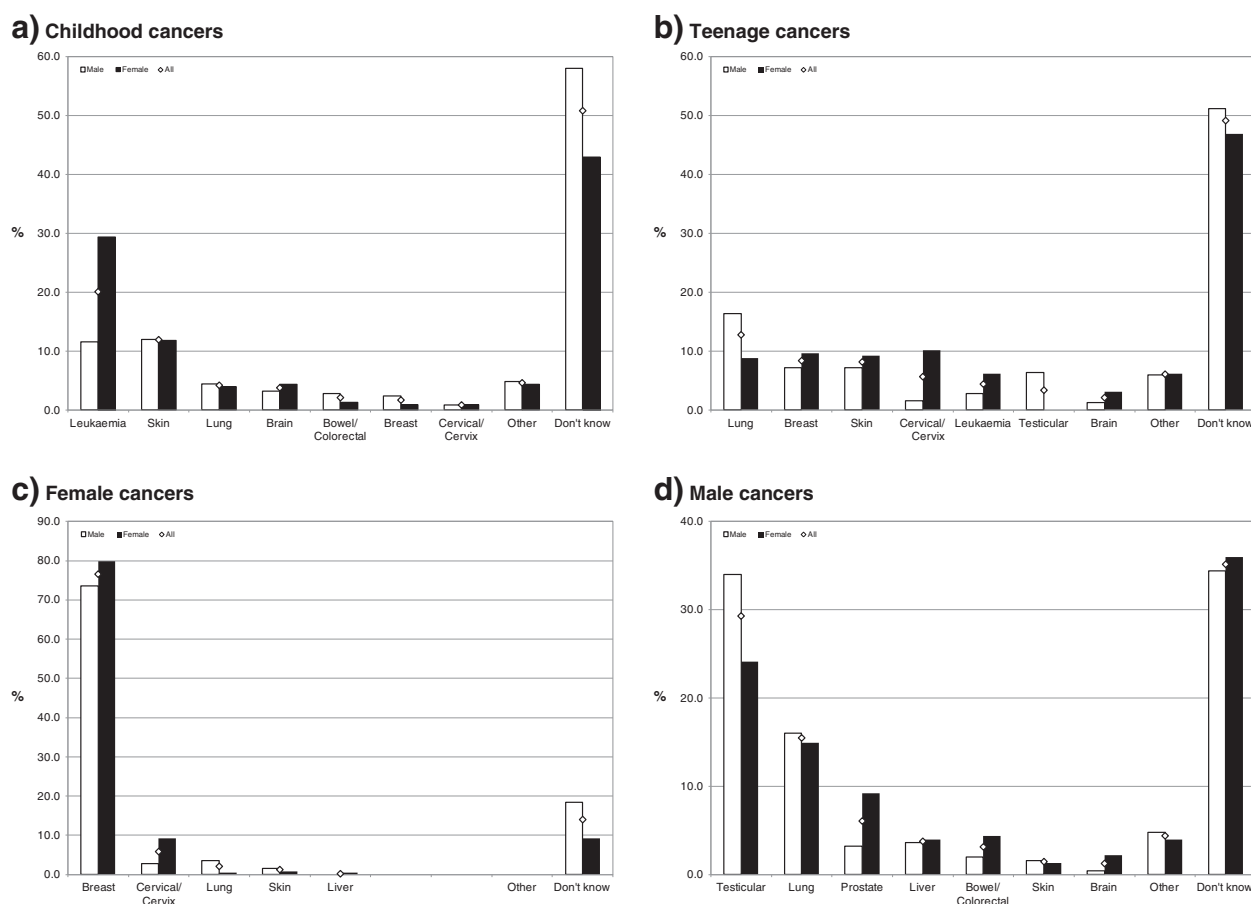 a) Childhood cancers
60.0
50.0
40.0
30.0
20.0
10.0
0.0
%
Male Female All
Leukaemia Skin Lung Brain Bowel/ Breast Cervical/ Other Don't know
Colorectal Cervix
b) Teenage cancers
60.0
50.0
40.0
30.0
20.0
10.0
0.0
%
Male Female All
Lung Breast Skin Cervical/ Leukaemia Testicular Brain Other Don't know
Cervix
c) Female cancers
90.0
80.0
70.0
60.0
50.0
40.0
30.0
20.0
10.0
0.0
%
Male Female All
Breast Cervical/ Lung Skin Liver Other Don't know
Cervix
d) Male cancers
40.0
30.0
20.0
10.0
0.0
%
Male Female All
Testicular Lung Prostate Liver Bowel/ Skin Brain Other Don't know
Colorectal